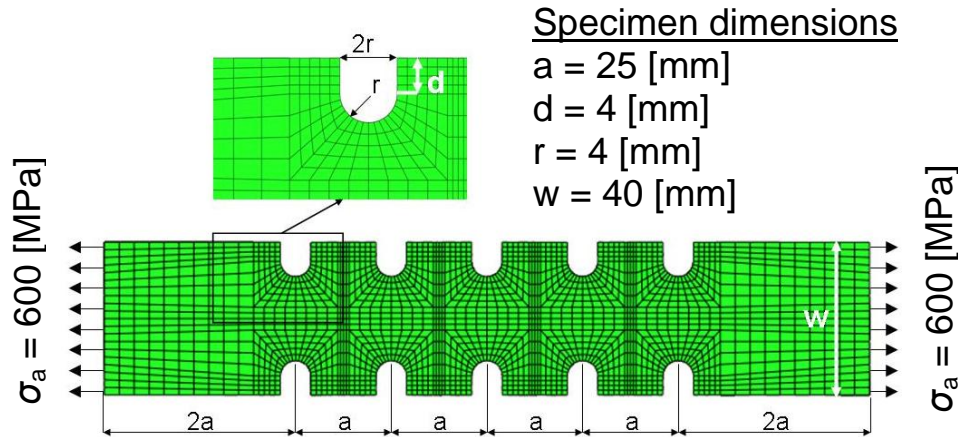 Specimen dimensions
a = 25 [mm]
d = 4 [mm]
r = 4 [mm]
w = 40 [mm]
2r
r
d
σa = 600 [MPa]
w
σa = 600 [MPa]
2a
a
a
a
a
2a